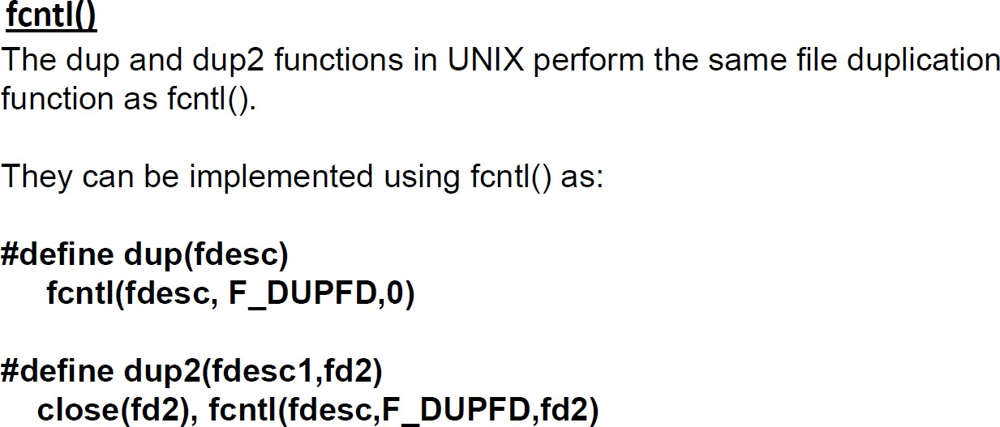 fcntl()
The dup and dup2 functions in UNIX perform the same file duplication
function as fcntl().
They can be implemented using fcntl() as:
#define dup(fdesc)
fcntl(fdesc, F_DUPFD,0)
#define dup2(fdesc1,fd2)
close(fd2), fcntl(fdesc,F_DUPFD,fd2)